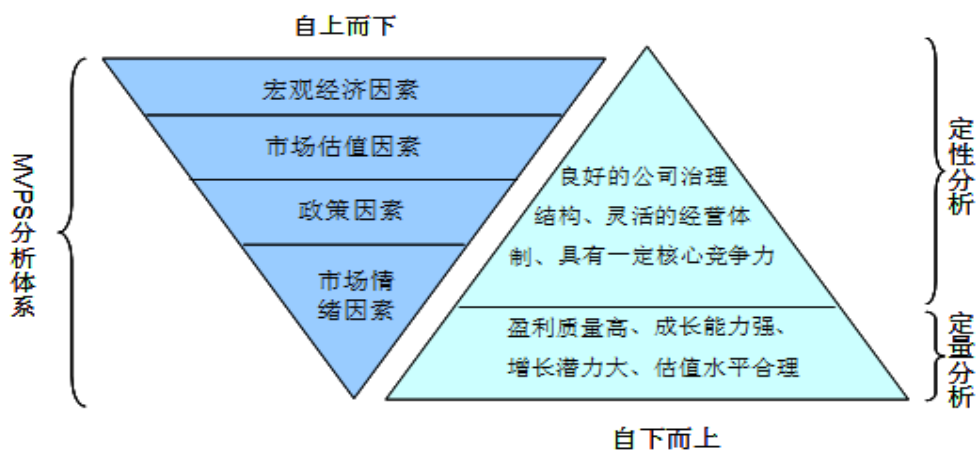 自上而下
MVPS分析体系
宏观经济因素
市场估值因素
政策因素
市场情
绪因素
良好的公司治理
结构、灵活的经营体
制、具有一定核心竞争力
盈利质量高、成长能力强、
增长潜力大、估值水平合理
定性分析
定量分析
自下而上